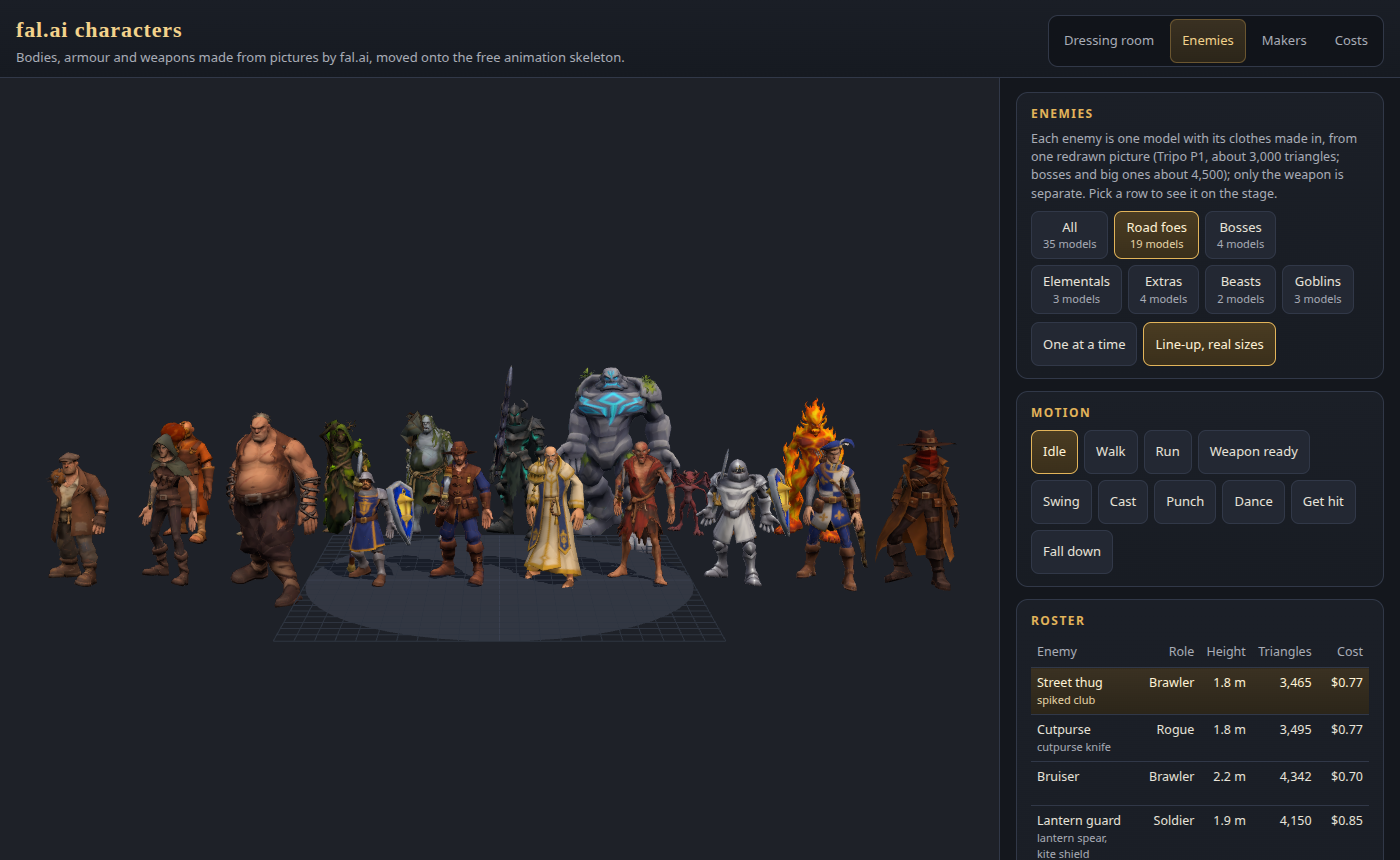 fal.ai characters
Bodies, armour and weapons made from pictures by fal.ai, moved onto the free animation skeleton.
Dressing room Enemies Makers Costs
ENEMIES
Each enemy is one model with its clothes made in, from
one redrawn picture (Tripo P1, about 3,000 triangles;
bosses and big ones about 4,500); only the weapon is
separate. Pick a row to see it on the stage.
All Road foes Bosses
35 models 19 models 4 models
Elementals Extras Beasts Goblins
3 models 4 models 2 models 3 models
One at a time Line-up, real sizes
MOTION
Idle Walk Run Weapon ready
Swing Cast Punch Dance Get hit
Fall down
ROSTER
Enemy Role Height Triangles Cost
Street thug Brawler 1.8 m 3,465 $0.77
spiked club
Cutpurse Rogue 1.8 m 3,495 $0.77
cutpurse knife
Bruiser Brawler 2.2 m 4,342 $0.70
Lantern guard Soldier 1.9 m 4,150 $0.85
lantern spear,
kite shield